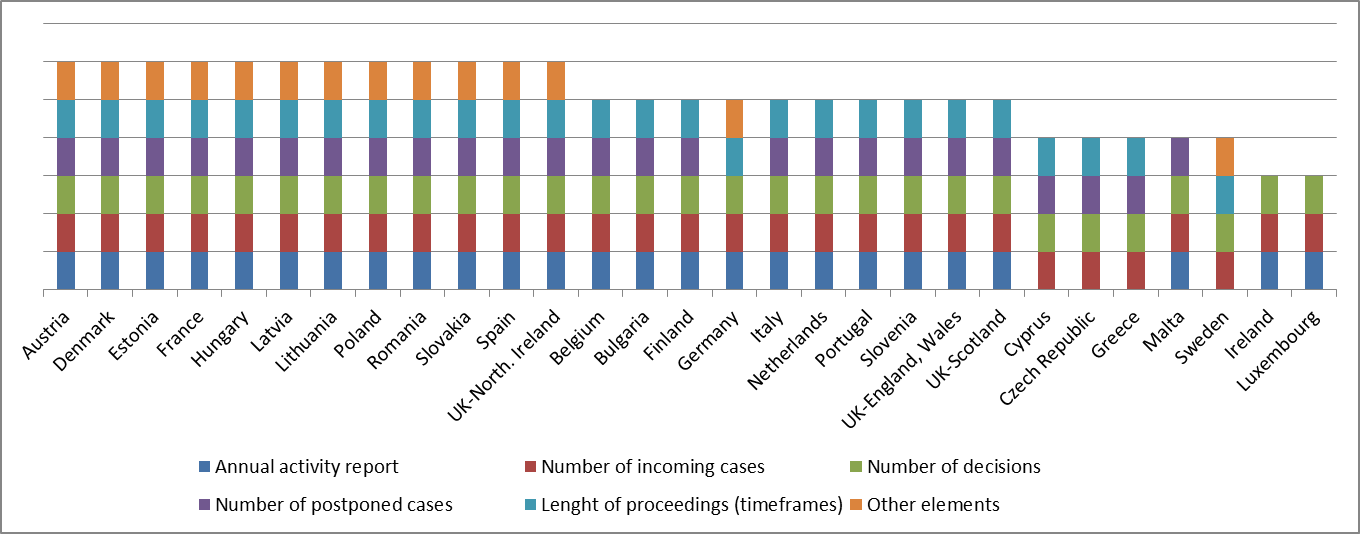 Austria
Denmark
Estonia
France
Hungary
Latvia
Lithuania
Poland
Romania
Slovakia
Spain
UK-North. Ireland
Belgium
Bulgaria
Finland
Germany
Italy
Netherlands
Portugal
Slovenia
UK-England, Wales
UK-Scotland
Cyprus
Czech Republic
Greece
Malta
Sweden
Ireland
Luxembourg
Annual activity report
Number of incoming cases
Number of decisions
Number of postponed cases
Lenght of proceedings (timeframes)
Other elements